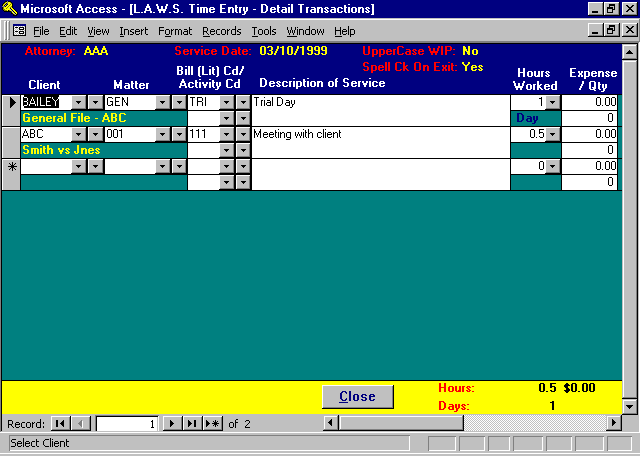 Microsoft Access - [L.A.W.S. Time Entry - Detail Transactions]
File Edit View Insert Format Records Tools Window Help
Attorney: AAA Service Date: 03/10/1999 UpperCase WIP: No
Spell Ck On Exit: Yes
Client Matter Bill (Lit) Cd/ Activity Cd Description of Service Hours Worked Expense / Qty
BAILEY GEN TRI Trial Day 1 0.00
General File - ABC Day 0
ABC 001 111 Meeting with client 0.5 0.00
Smith vs Jnes 0
0 0.00
0
Close Hours: 0.5 $0.00
Days: 1
Record: 1 of 2
Select Client